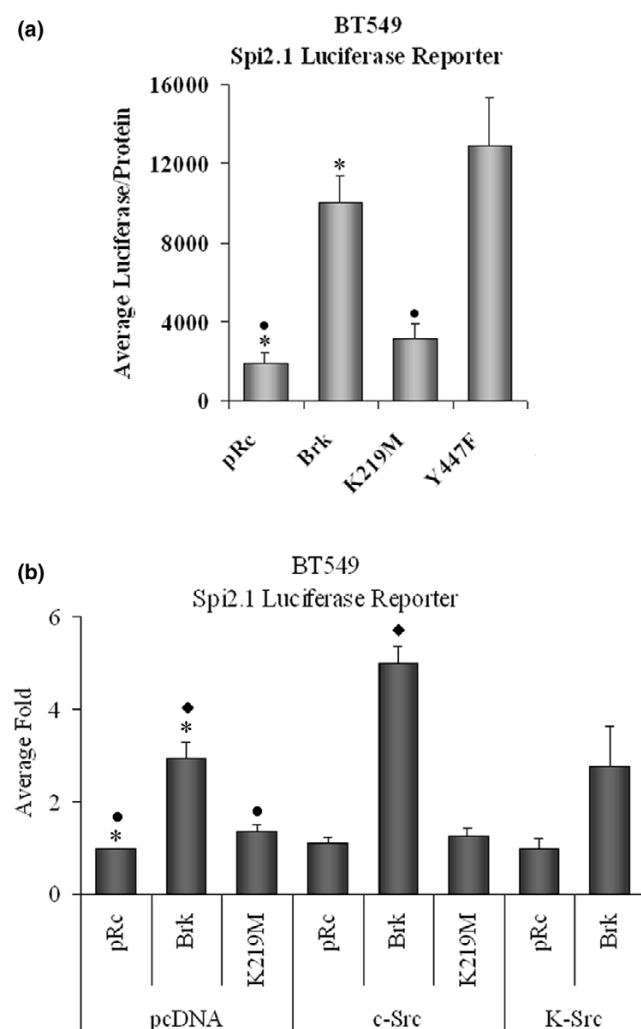 (a)
BT549
Spi2.1 Luciferase Reporter
Average Luciferase/Protein
16000
12000
8000
4000
0
*
*
pRc
Brk
K219M
Y447F
(b)
BT549
Spi2.1 Luciferase Reporter
Average Fold
6
4
2
0
*
*
pRc
Brk
K219M
pRc
Brk
K219M
pRc
Brk
pcDNA
c-Src
K-Src